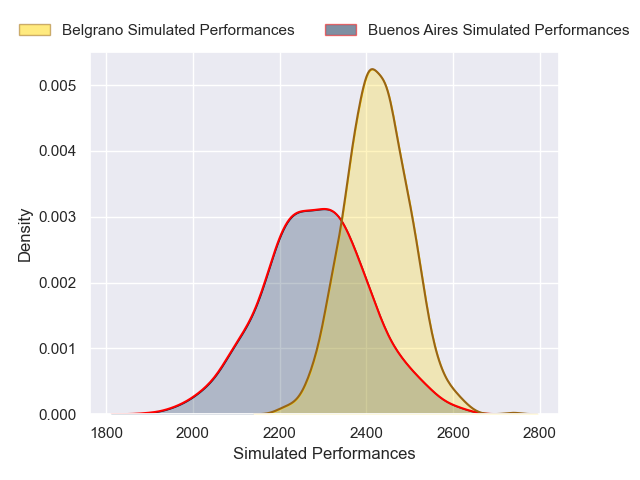 Belgrano Simulated Performances
Buenos Aires Simulated Performances
0.005
0.004
0.003
0.002
0.001
0.000
Density
1800 2000 2200 2400 2600 2800
Simulated Performances